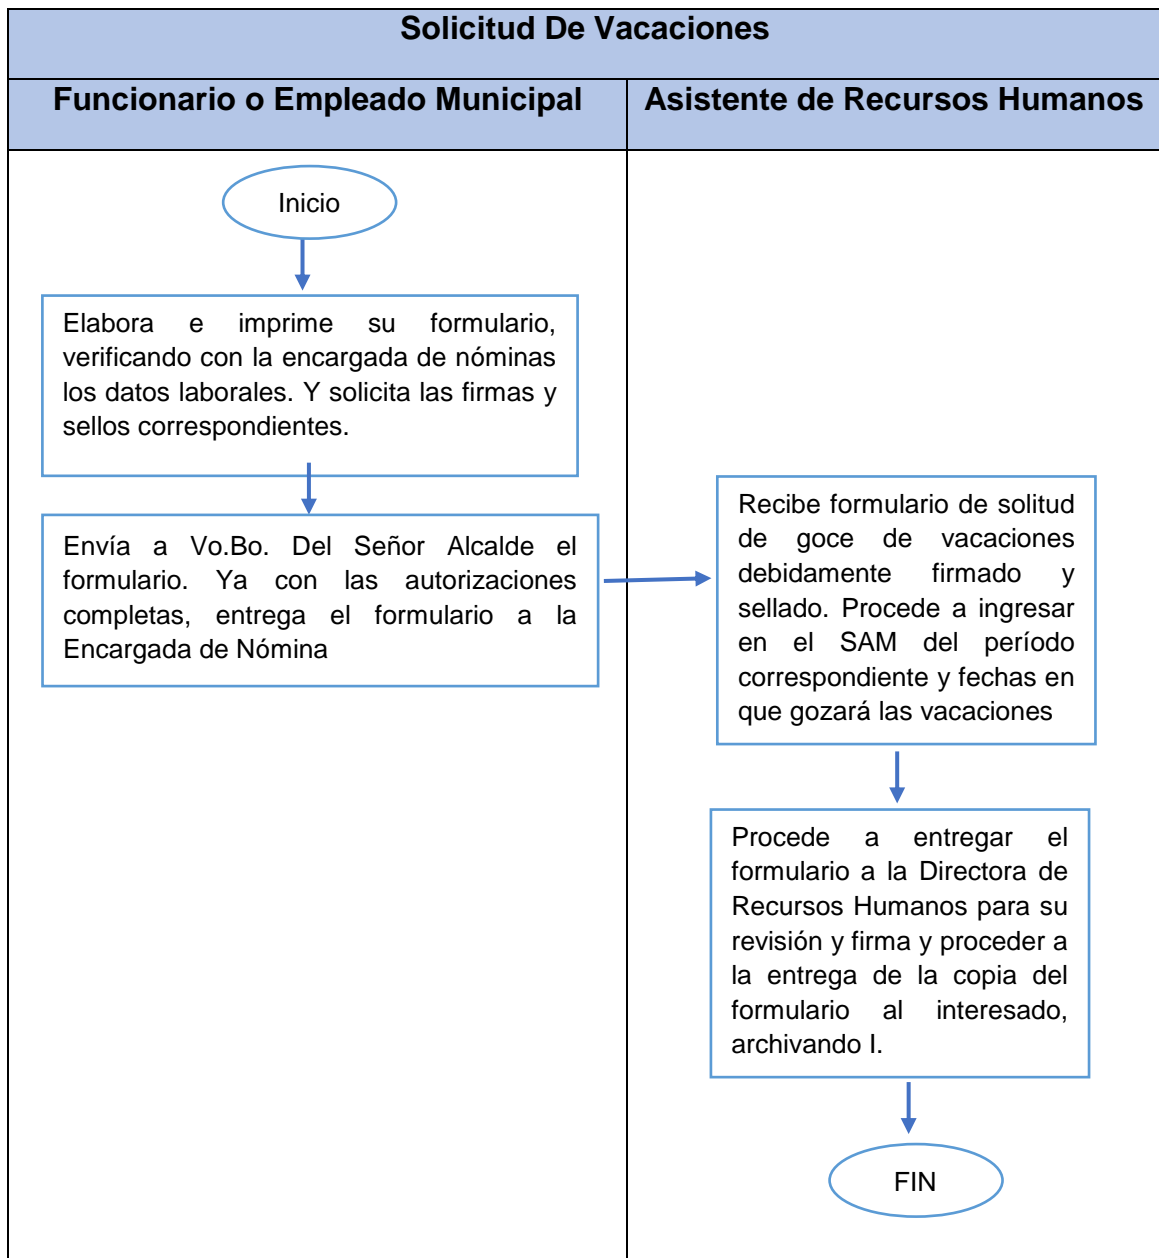 Solicitud De Vacaciones
Funcionario o Empleado Municipal
Asistente de Recursos Humanos
Inicio
Elabora e imprime su formulario,
verificando con la encargada de nóminas
los datos laborales. Y solicita las firmas y
sellos correspondientes.
Envía a Vo.Bo. Del Señor Alcalde el
formulario. Ya con las autorizaciones
completas, entrega el formulario a la
Encargada de Nómina
Recibe formulario de solitud
de goce de vacaciones
debidamente firmado y
sellado. Procede a ingresar
en el SAM del período
correspondiente y fechas en
que gozará las vacaciones
Procede a entregar el
formulario a la Directora de
Recursos Humanos para su
revisión y firma y proceder a
la entrega de la copia del
formulario al interesado,
archivando I.
FIN